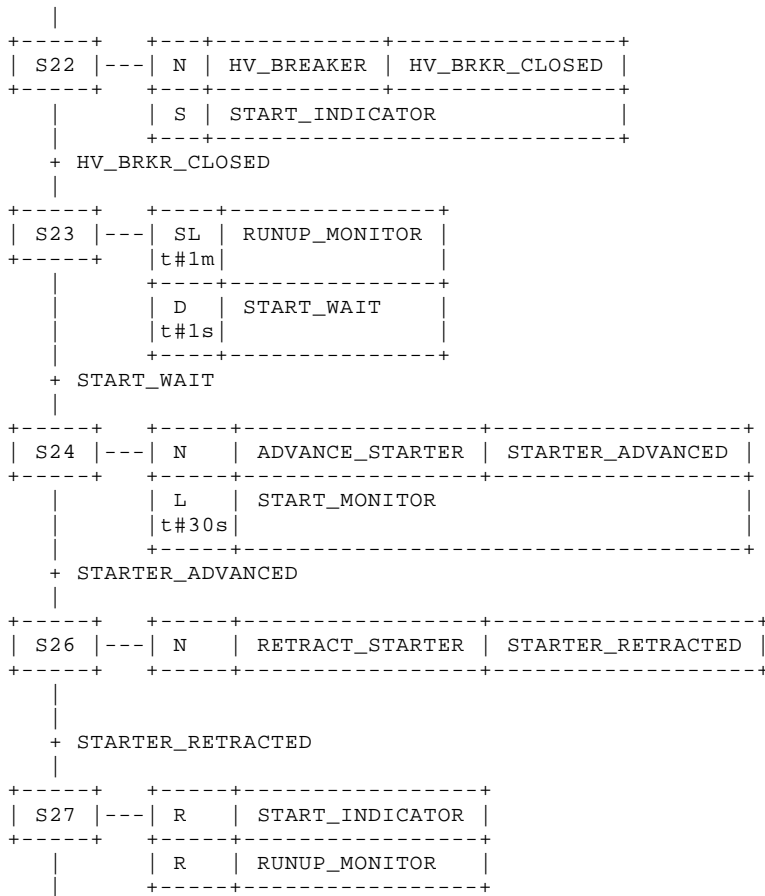 S22 N HV_BREAKER HV_BRKR_CLOSED
S START_INDICATOR
HV_BRKR_CLOSED
S23 SL RUNUP_MONITOR
t#1m
D START_WAIT
t#1s
START_WAIT
S24 N ADVANCE_STARTER STARTER_ADVANCED
L START_MONITOR
t#30s
STARTER_ADVANCED
S26 N RETRACT_STARTER STARTER_RETRACTED
STARTER_RETRACTED
S27 R START_INDICATOR
R RUNUP_MONITOR